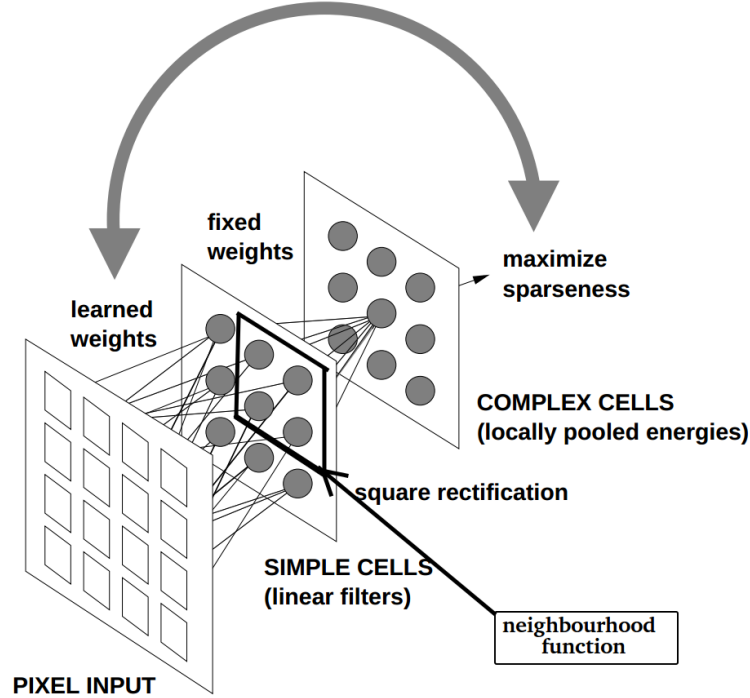 fixed
weights
maximize
sparseness
learned
weights
COMPLEX CELLS
(locally pooled energies)
square rectification
SIMPLE CELLS
(linear filters)
neighbourhood
function
PIXEL INPUT